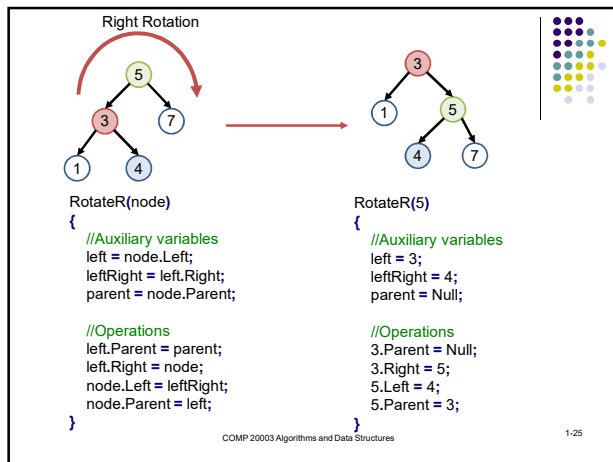 Right Rotation
5
3
7
1
4
3
1
5
4
7
RotateR(node)
{
//Auxiliary variables
left = node.Left;
leftRight = left.Right;
parent = node.Parent;
//Operations
left.Parent = parent;
left.Right = node;
node.Left = leftRight;
node.Parent = left;
}
RotateR(5)
{
//Auxiliary variables
left = 3;
leftRight = 4;
parent = Null;
//Operations
3.Parent = Null;
3.Right = 5;
5.Left = 4;
5.Parent = 3;
}
COMP 20003 Algorithms and Data Structures
1-25